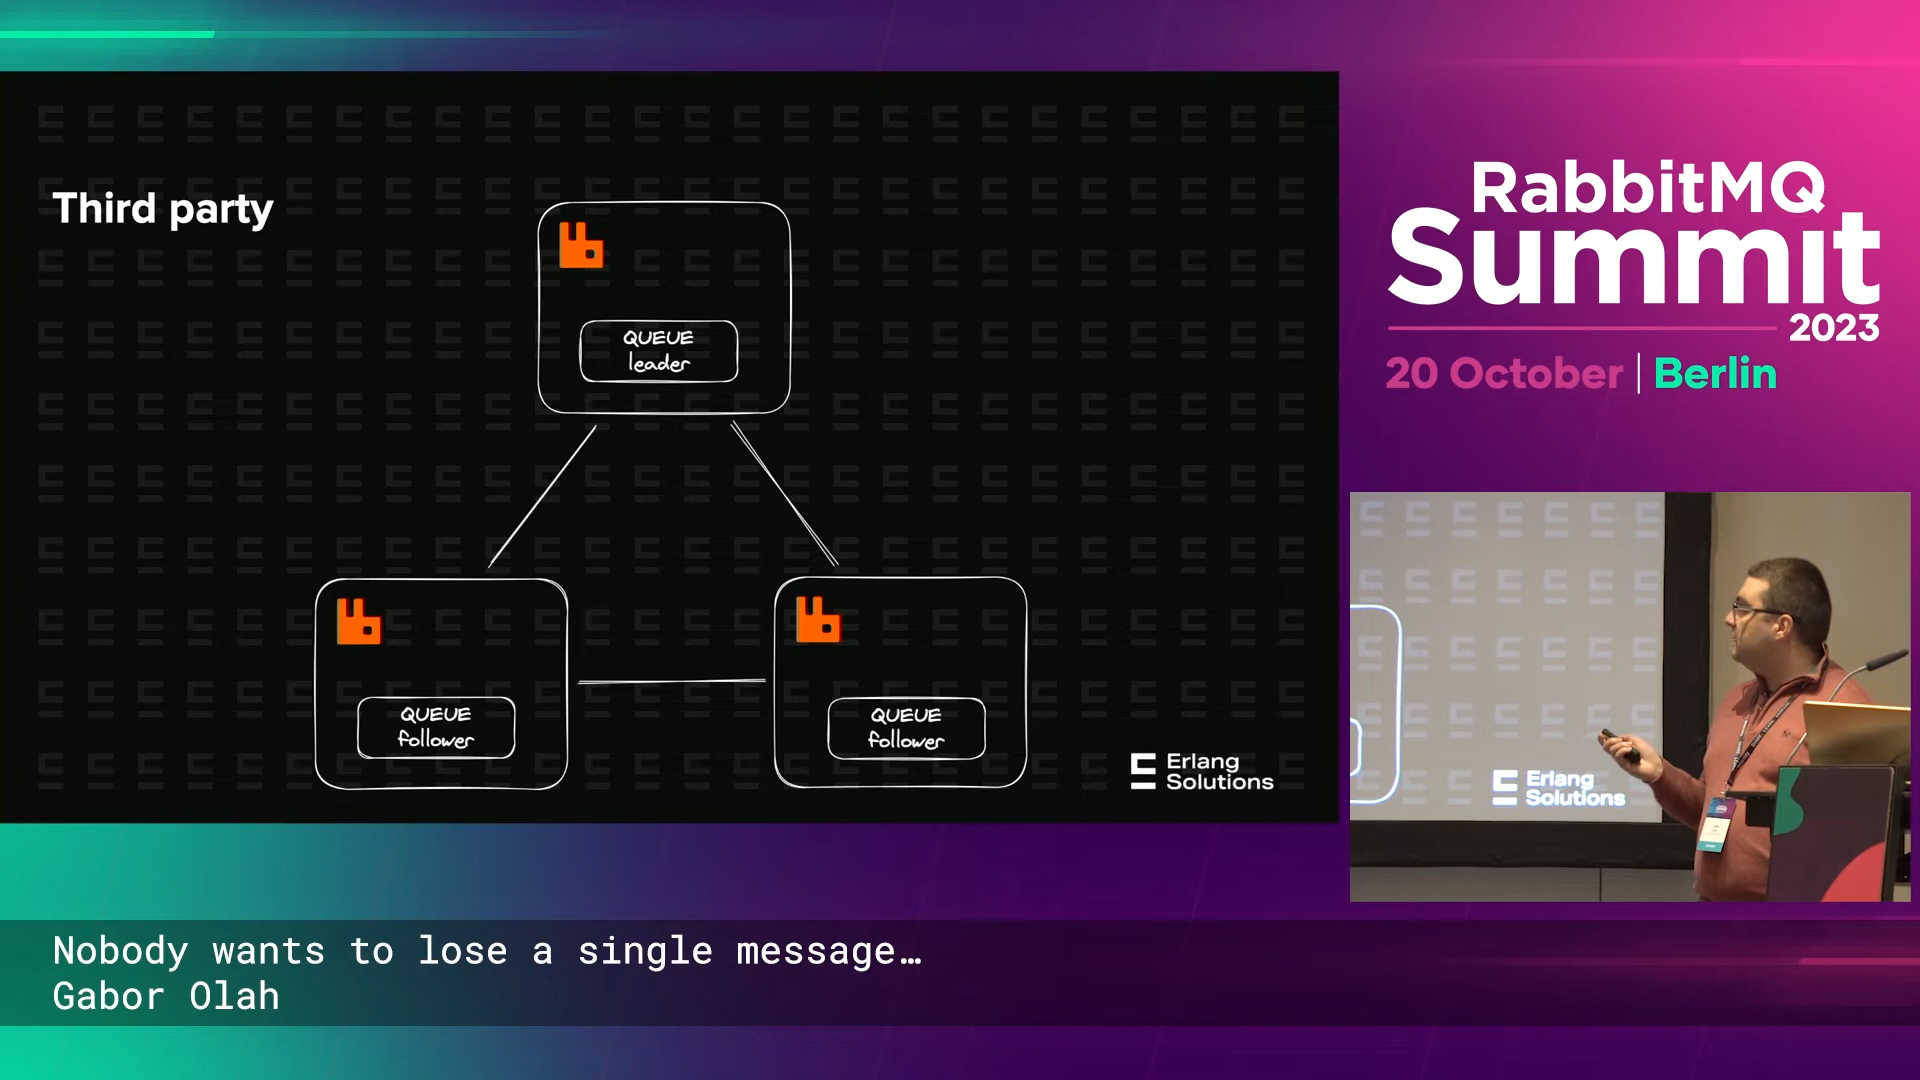 Third party
QUEUE
leader
QUEUE
follower
QUEUE
follower
Erlang
Solutions
RabbitMQ
Summit
2023
20 October | Berlin
Erlang
Solutions
Nobody wants to lose a single message…
Gabor Olah